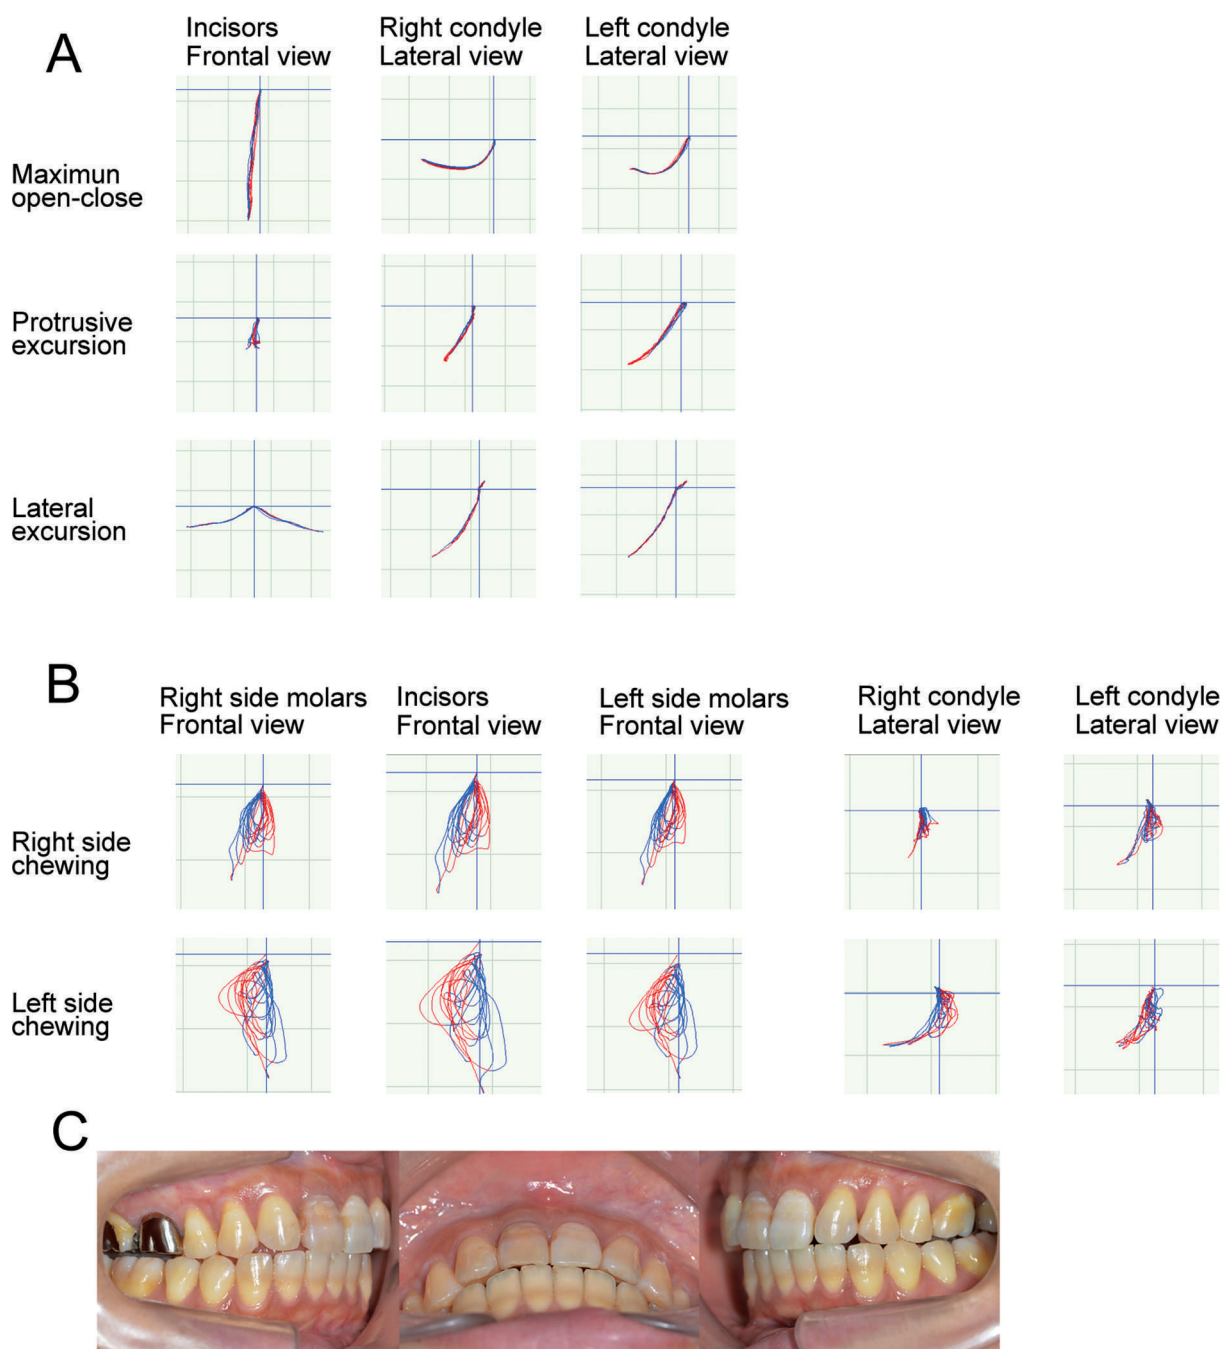 A
Incisors
Frontal view
Right condyle
Lateral view
Left condyle
Lateral view
Maximun
open-close
Protrusive
excursion
Lateral
excursion
B
Right side molars
Frontal view
Incisors
Frontal view
Left side molars
Frontal view
Right condyle
Lateral view
Left condyle
Lateral view
Right side
chewing
Left side
chewing
C